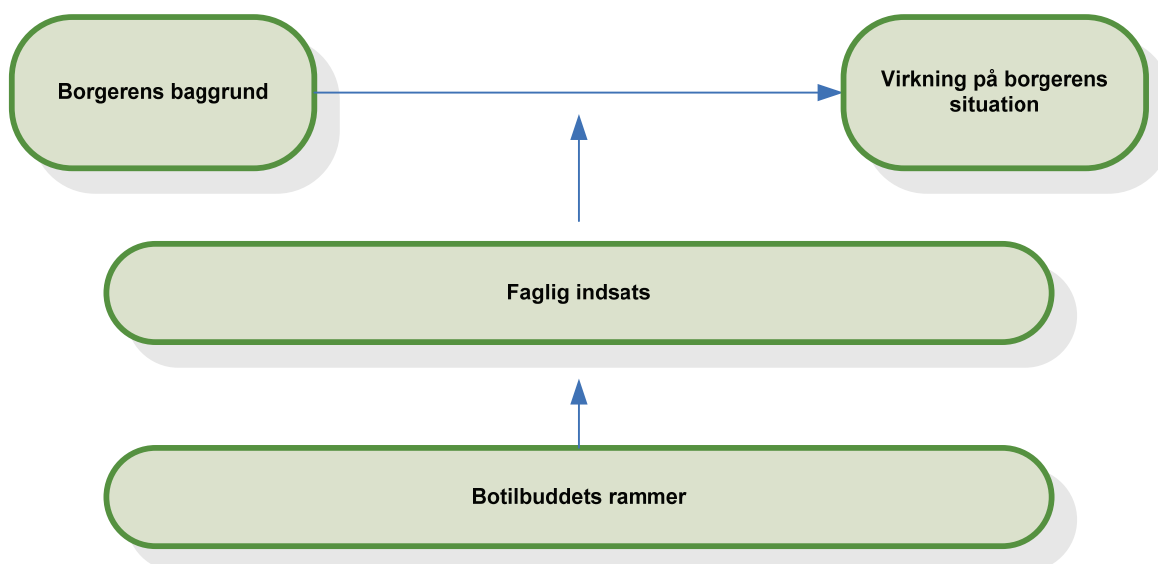 Borgerens baggrund
Virkning på borgerens
situation
Faglig indsats
Botilbuddets rammer